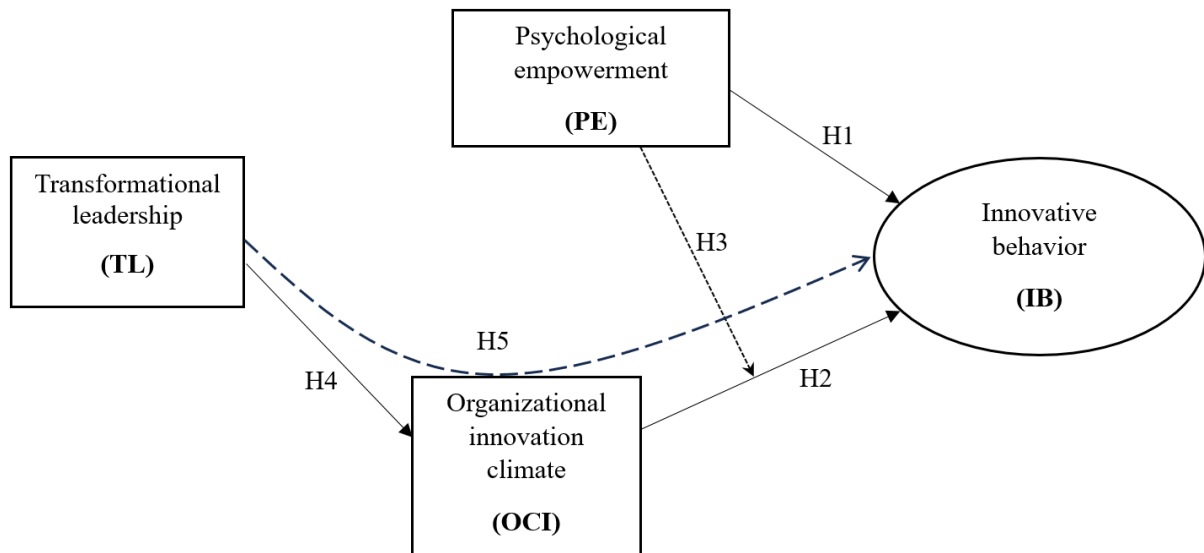 Psychological
empowerment
(PE)
H1
Transformational
leadership
(TL)
Innovative
behavior
(IB)
H3
H5
H4
H2
Organizational
innovation
climate
(OCI)